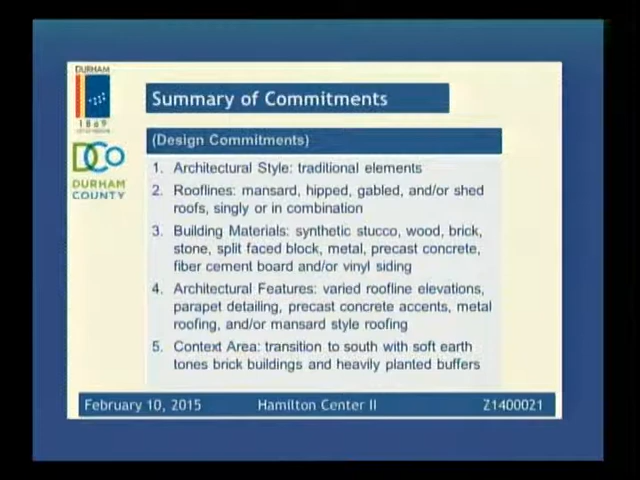 DURHAM
1869
DCO
DURHAM
COUNTY
Summary of Commitments
(Design Commitments)
1. Architectural Style: traditional elements
2. Rooflines: mansard, hipped, gabled, and/or shed
roofs, singly or in combination
3. Building Materials: synthetic stucco, wood, brick,
stone, split faced block, metal, precast concrete,
fiber cement board and/or vinyl siding
4. Architectural Features: varied roofline elevations,
parapet detailing, precast concrete accents, metal
roofing, and/or mansard style roofing
5. Context Area: transition to south with soft earth
tones brick buildings and heavily planted buffers
February 10, 2015
Hamilton Center II
Z1400021